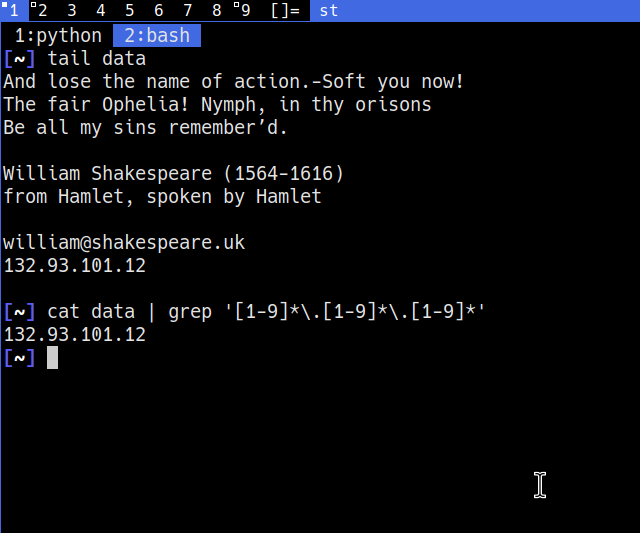 1 2 3 4 5 6 7 8 9 []= st
1:python 2:bash
[~] tail data
And lose the name of action.–Soft you now!
The fair Ophelia! Nymph, in thy orisons
Be all my sins remember’d.
William Shakespeare (1564–1616)
from Hamlet, spoken by Hamlet
william@shakespeare.uk
132.93.101.12
[~] cat data | grep '[1-9]*\.[1-9]*\.[1-9]*'
132.93.101.12
[~]